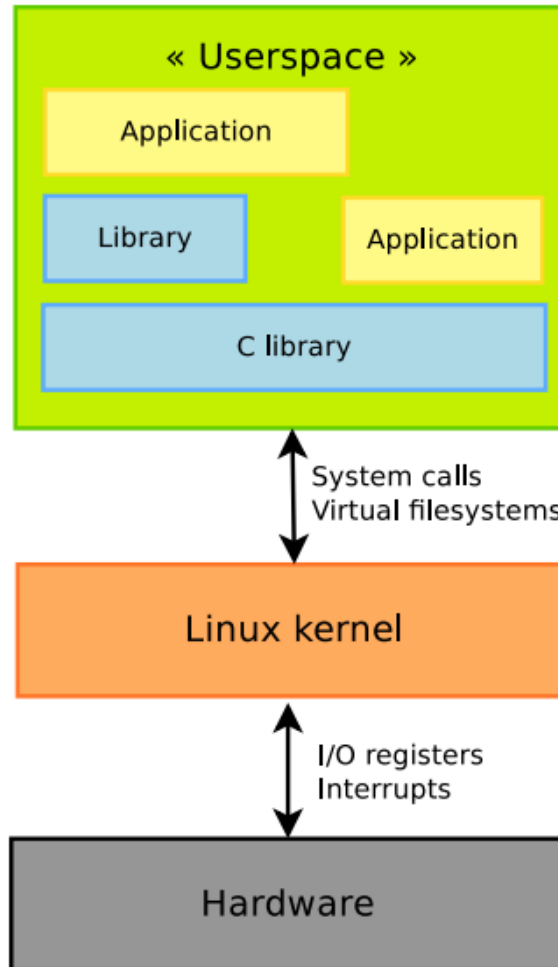 « Userspace »
Application
Library
Application
C library
System calls
Virtual filesystems
Linux kernel
I/O registers
Interrupts
Hardware